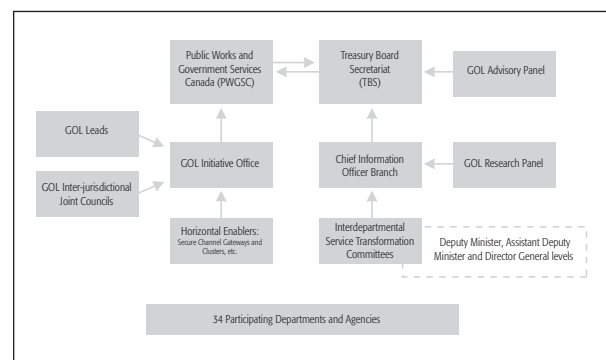 Public Works and
Government Services
Canada (PWGSC)
Treasury Board
Secretariat
(TBS)
GOL Advisory Panel
GOL Leads
GOL Initiative Office
Chief Information
Officer Branch
GOL Research Panel
GOL Inter-jurisdictional
Joint Councils
Horizontal Enablers:
Secure Channel Gateways and
Clusters, etc.
Interdepartmental
Service Transformation
Committees
Deputy Minister, Assistant Deputy
Minister and Director General levels
34 Participating Departments and Agencies